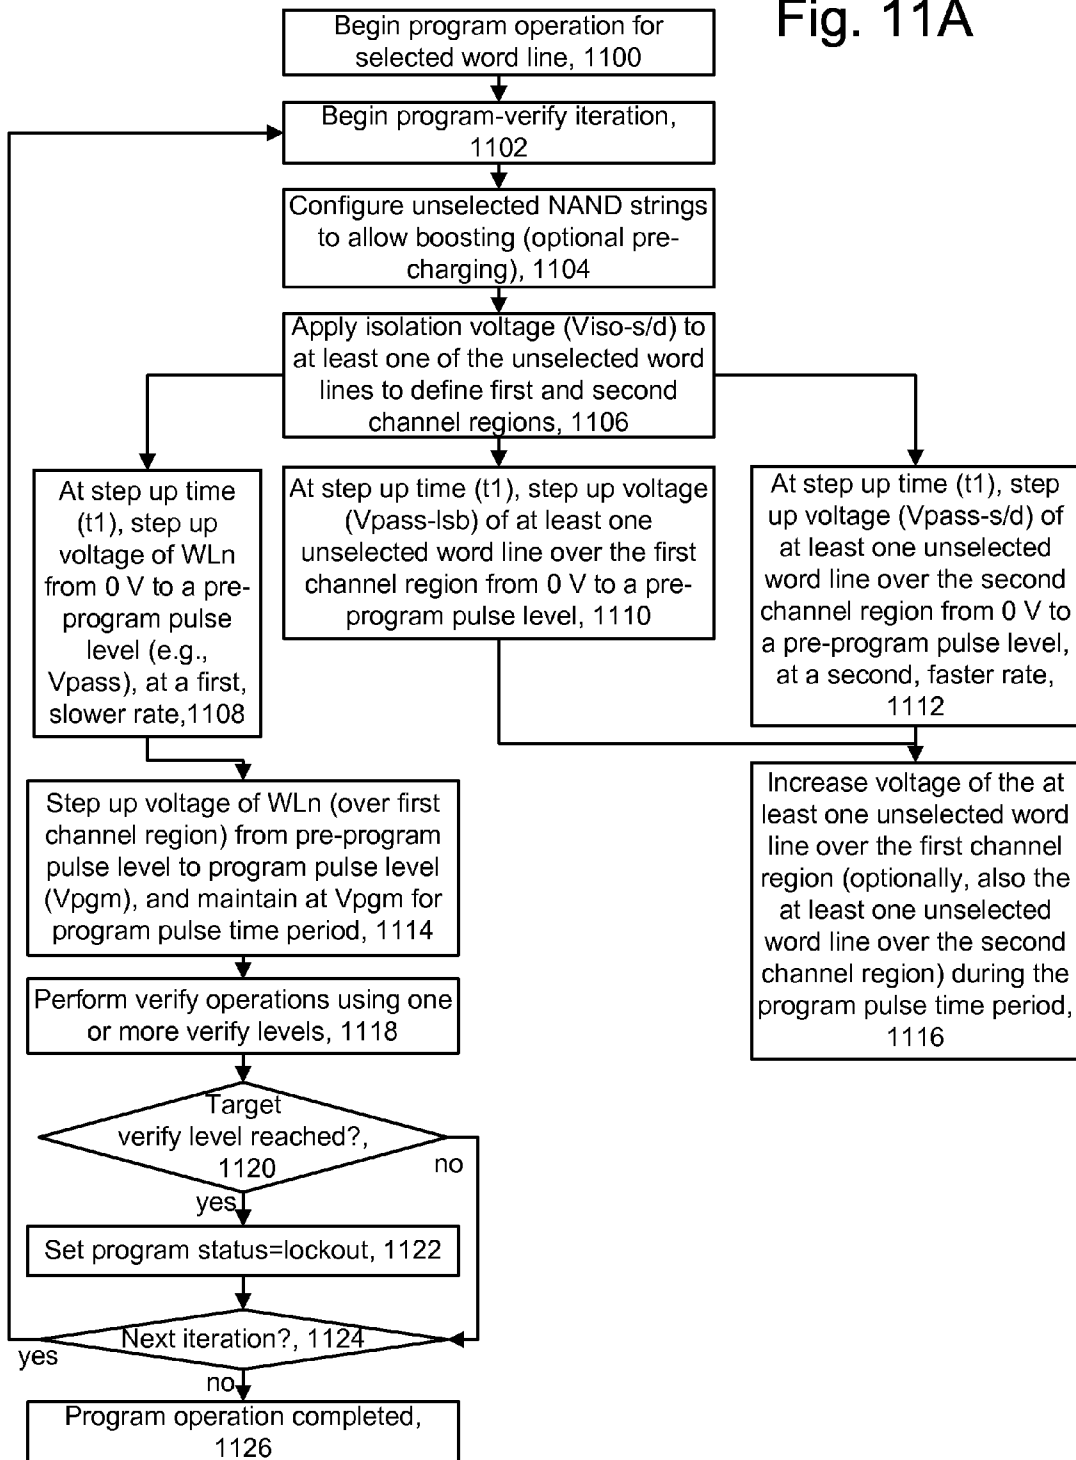 Fig. 11A
Begin program operation for
selected word line, 1100
Begin program-verify iteration,
1102
Configure unselected NAND strings
to allow boosting (optional pre-
charging), 1104
Apply isolation voltage (Viso-s/d) to
at least one of the unselected word
lines to define first and second
channel regions, 1106
At step up time
(t1), step up
voltage of WLn
from 0 V to a pre-
program pulse
level (e.g.,
Vpass), at a first,
slower rate,1108
At step up time (t1), step up voltage
(Vpass-lsb) of at least one
unselected word line over the first
channel region from 0 V to a pre-
program pulse level, 1110
At step up time (t1), step
up voltage (Vpass-s/d) of
at least one unselected
word line over the second
channel region from 0 V to
a pre-program pulse level,
at a second, faster rate,
1112
Step up voltage of WLn (over first
channel region) from pre-program
pulse level to program pulse level
(Vpgm), and maintain at Vpgm for
program pulse time period, 1114
Increase voltage of the at
least one unselected word
line over the first channel
region (optionally, also the
at least one unselected
word line over the second
channel region) during the
program pulse time period,
1116
Perform verify operations using one
or more verify levels, 1118
Target
verify level reached?,
1120
no
yes
Set program status=lockout, 1122
Next iteration?, 1124
yes
no
Program operation completed,
1126